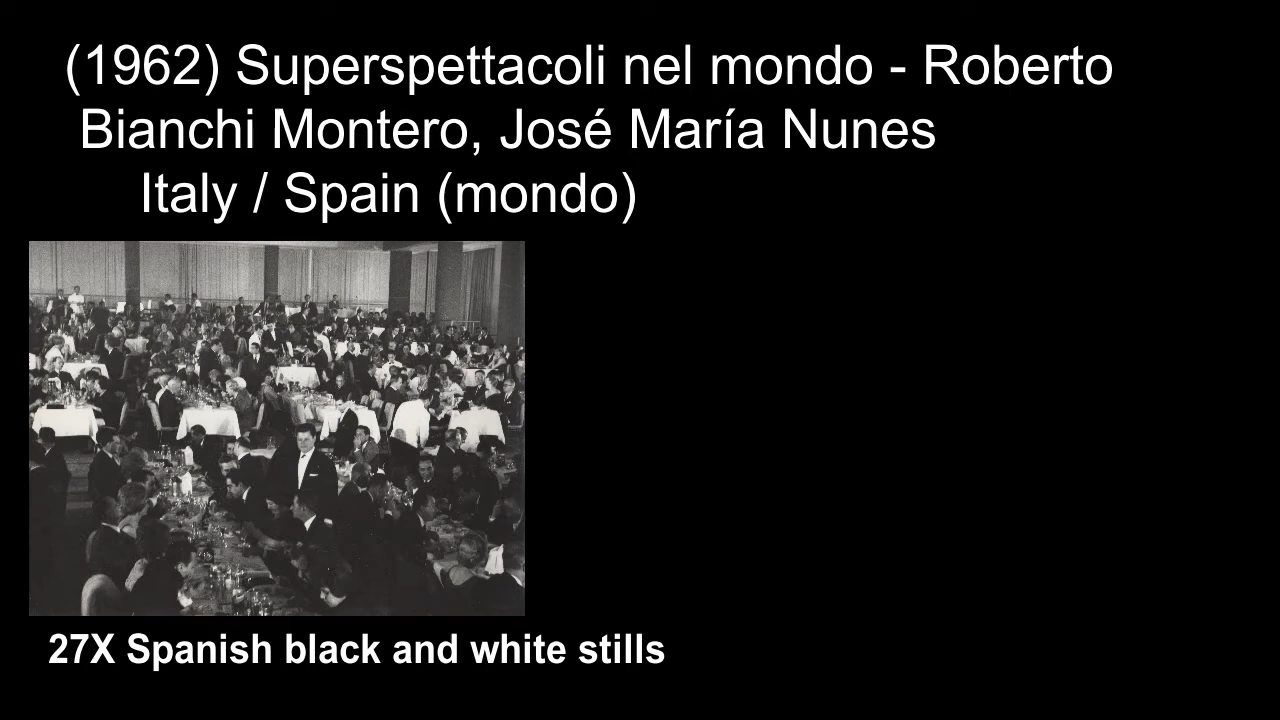 (1962) Superspettacoli nel mondo - Roberto
Bianchi Montero, José María Nunes
Italy / Spain (mondo)
27X Spanish black and white stills